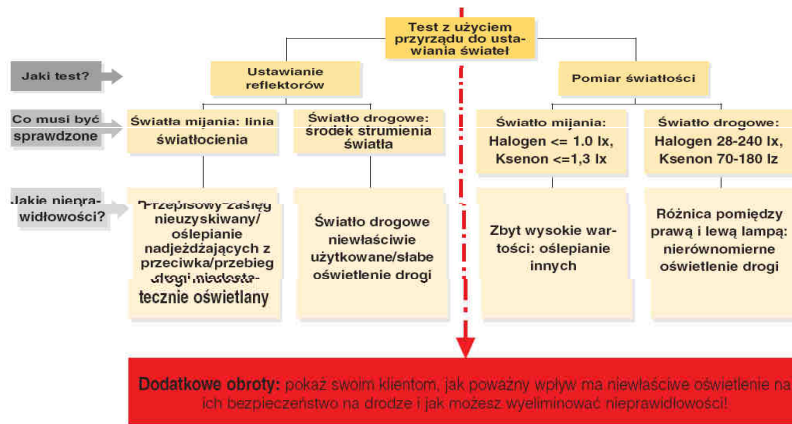 Test z użyciem
przyrządu do usta-
wiania świateł
Jaki test?
Ustawianie
reflektorów
Pomiar światłości
Co musi być
sprawdzone
Światła mijania: linia
światłocienia
Światła drogowe:
środek strumienia
światła
Światło mijania:
Halogen <= 1.0 lx,
Ksenon <=1,3 lx
Światło drogowe:
Halogen 28-240 lx,
Ksenon 70-180 lz
Jakie niepra-
widłowości?
Przepisowy zasięg
nieuzyskiwany/
oślepianie
nadjeżdżających z
przeciwka/przebieg
drogi niedosta-
tecznie oświetlany
Światło drogowe
niewłaściwie
użytkowane/słabe
oświetlenie drogi
Zbyt wysokie war-
tości: oślepianie
innych
Różnica pomiędzy
prawą i lewą lampą:
nierównomierne
oświetlenie drogi
Dodatkowe obroty: pokaż swoim klientom, jak poważny wpływ ma niewłaściwe oświetlenie na
ich bezpieczeństwo na drodze i jak możesz wyeliminować nieprawidłowości!